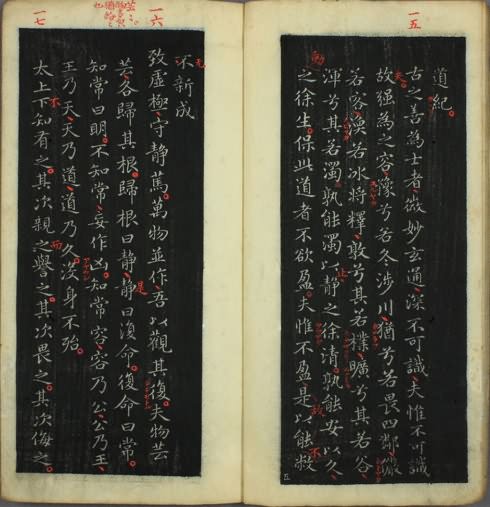 一五
道紀
古之善為士者微妙玄通深不可識夫惟不可識
故强為之容豫兮若冬涉川猶兮若畏四鄰儼
若客渙若冰將釋敦兮其若樸曠兮其若谷
渾兮其若濁孰能濁以静之徐清孰能安以久
之徐生保此道者不欲盈夫惟不盈是以能敝
不新成
一六
致虛極守静篤萬物並作吾以觀其復夫物芸
芸各歸其根歸根曰静静曰復命復命曰常
知常曰明不知常妄作凶知常容容乃公公乃王
王乃天天乃道道乃久沒身不殆
一七
太上下知有之其次親之譽之其次畏之其次侮之